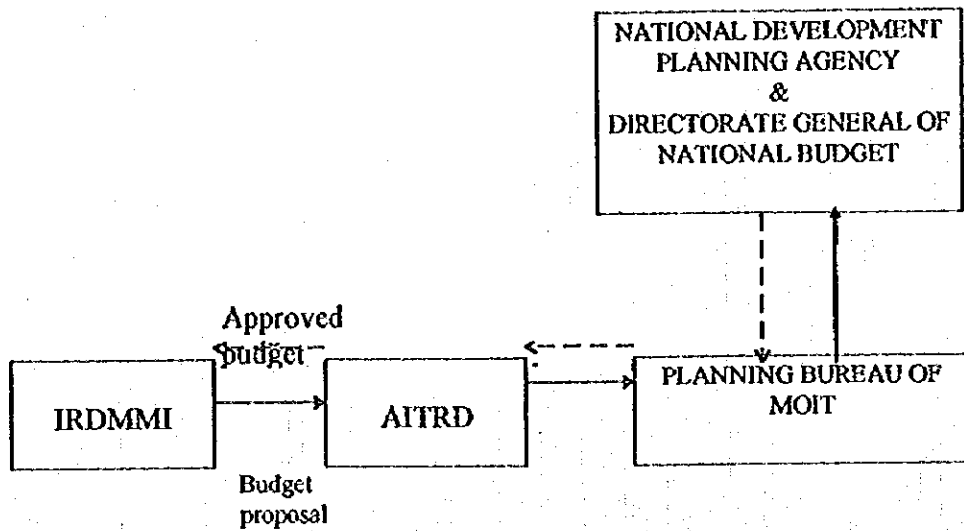 NATIONAL DEVELOPMENT
PLANNING AGENCY
&
DIRECTORATE GENERAL OF
NATIONAL BUDGET
Approved
budget
IRDMMI
AITRD
PLANNING BUREAU OF
MOIT
Budget
proposal